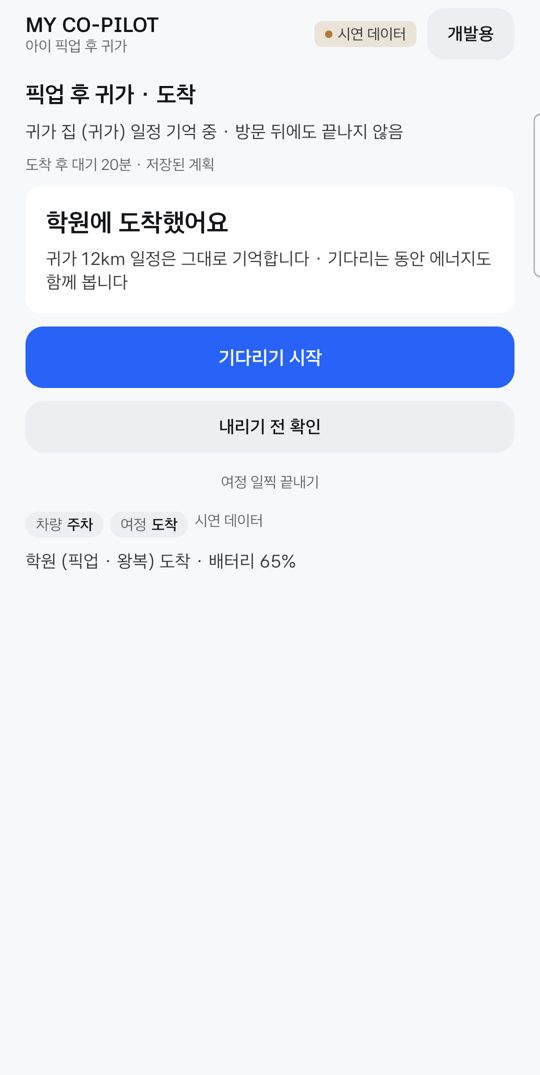 MY CO-PILOT
아이 픽업 후 귀가
시연 데이터
개발용
픽업 후 귀가 · 도착
귀가 집 (귀가) 일정 기억 중 · 방문 뒤에도 끝나지 않음
도착 후 대기 20분 · 저장된 계획
학원에 도착했어요
귀가 12km 일정은 그대로 기억합니다 · 기다리는 동안 에너지도
함께 봅니다
기다리기 시작
내리기 전 확인
여정 일찍 끝내기
차량 주차 여정 도착 시연 데이터
학원 (픽업 · 왕복) 도착 · 배터리 65%